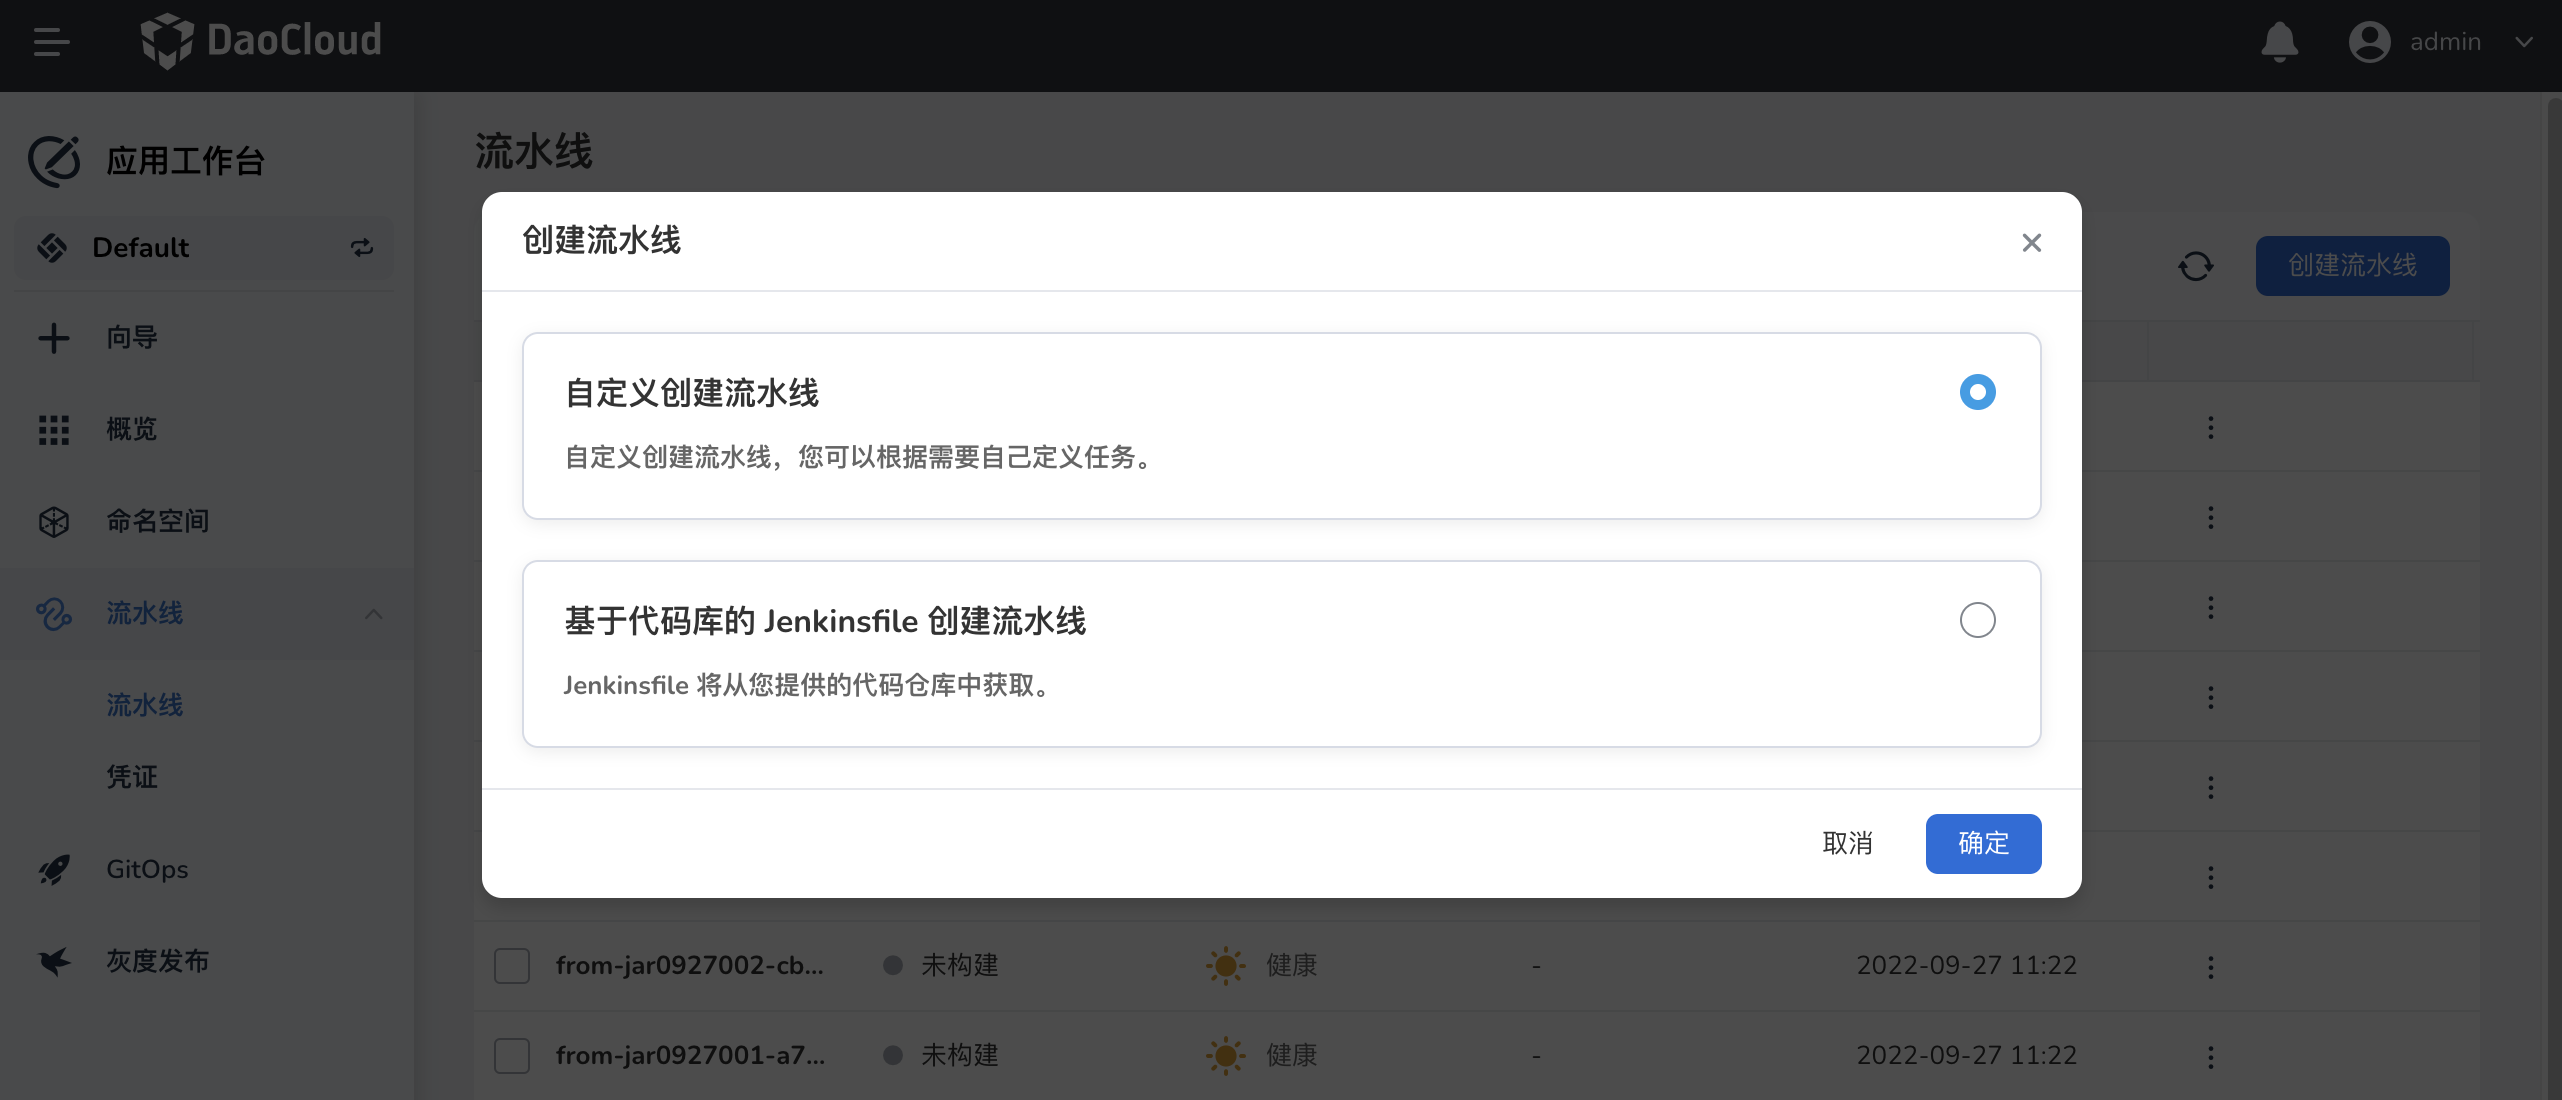 DaoCloud
admin
应用工作台
Default
向导
概览
命名空间
流水线
流水线
凭证
GitOps
灰度发布
流水线
创建流水线
创建流水线
自定义创建流水线
自定义创建流水线，您可以根据需要自己定义任务。
基于代码库的 Jenkinsfile 创建流水线
Jenkinsfile 将从您提供的代码仓库中获取。
取消 确定
from-jar0927002-cb... 未构建 健康 - 2022-09-27 11:22
from-jar0927001-a7... 未构建 健康 - 2022-09-27 11:22